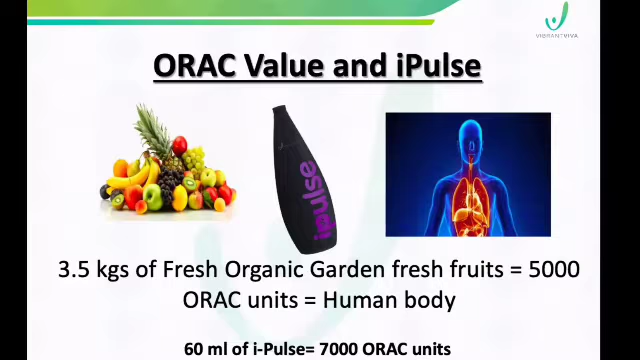 VIBRANTVIVA
ORAC Value and iPulse
ipulse
3.5 kgs of Fresh Organic Garden fresh fruits = 5000
ORAC units = Human body
60 ml of i-Pulse= 7000 ORAC units